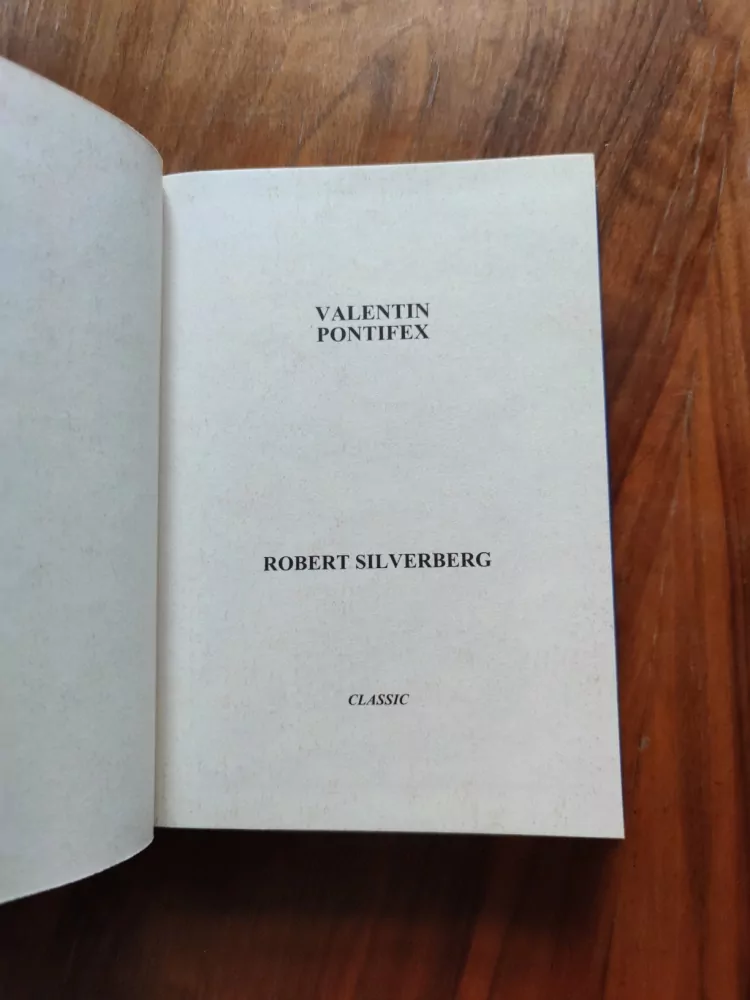 VALENTIN
PONTIFEX
ROBERT SILVERBERG
CLASSIC